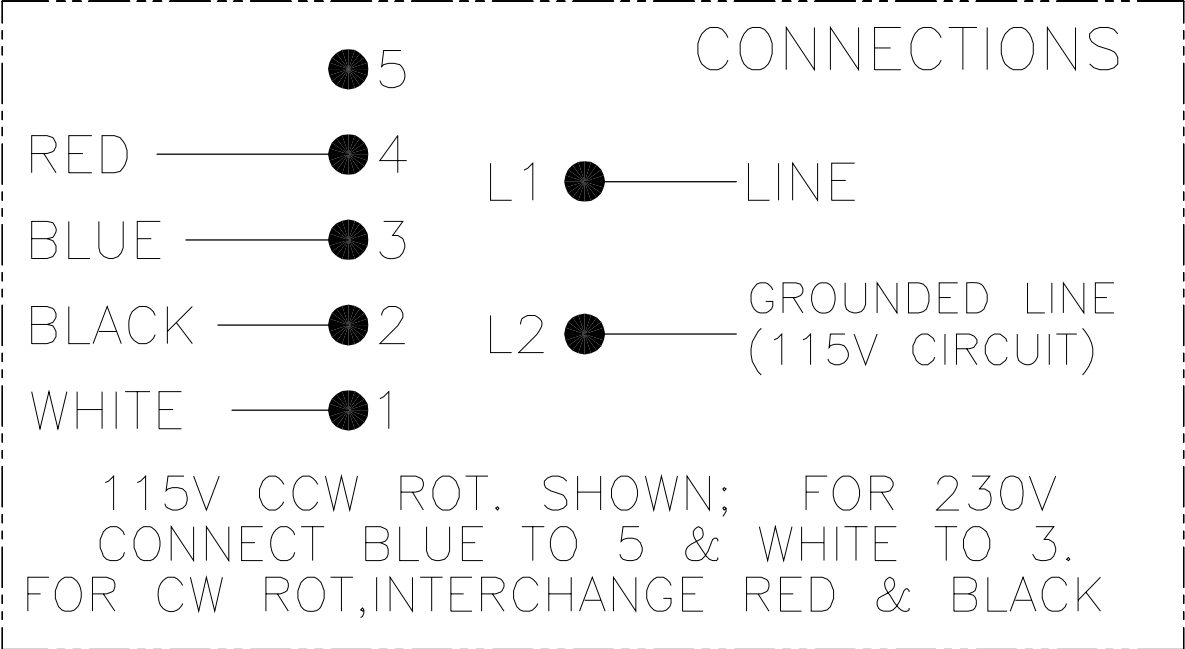 CONNECTIONS
5
RED 4
BLUE 3
BLACK 2
WHITE 1
L1 LINE
L2 GROUNDED LINE
(115V CIRCUIT)
115V CCW ROT. SHOWN; FOR 230V
CONNECT BLUE TO 5 & WHITE TO 3.
FOR CW ROT,INTERCHANGE RED & BLACK